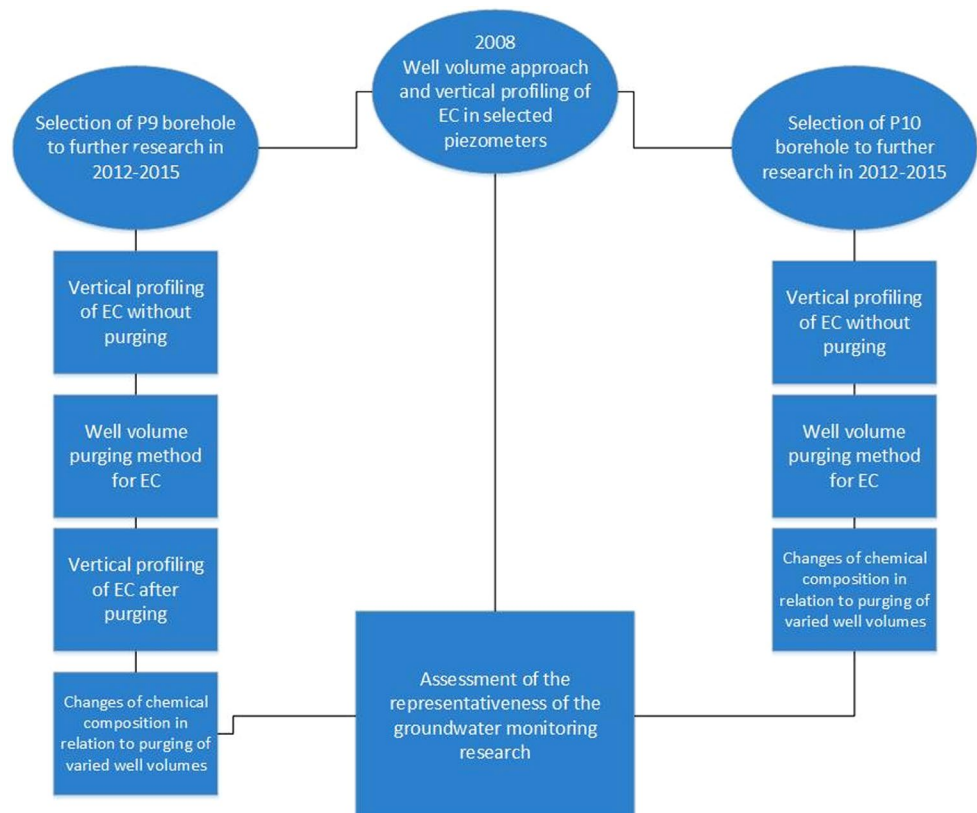 2008
Well volume approach
and vertical profiling of
EC in selected
piezometers
Selection of P9 borehole
to further research in
2012-2015
Vertical profiling
of EC without
purging
Well volume
purging method
for EC
Vertical profiling
of EC after
purging
Changes of chemical
composition in
relation to purging of
varied well volumes
Selection of P10
borehole to further
research in 2012-2015
Vertical profiling
of EC without
purging
Well volume
purging method
for EC
Changes of chemical
composition in
relation to purging of
varied well volumes
Assessment of the
representativeness of the
groundwater monitoring
research